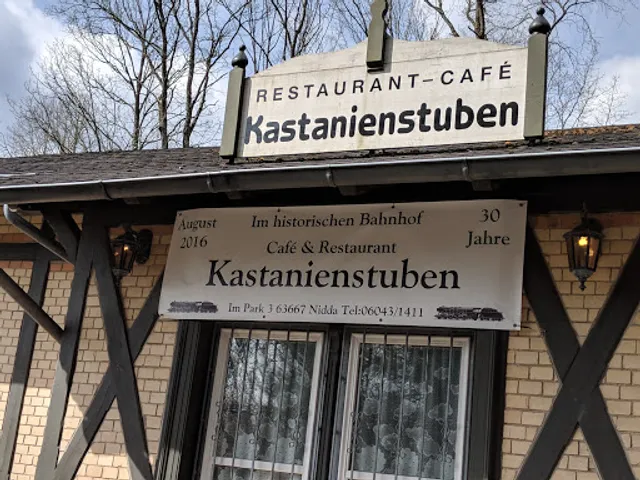 RESTAURANT-CAFÉ
Kastanienstuben
August 2016
Im historischen Bahnhof
30 Jahre
Café & Restaurant
Kastanienstuben
Im Park 3 63667 Nidda Tel:06043/1411